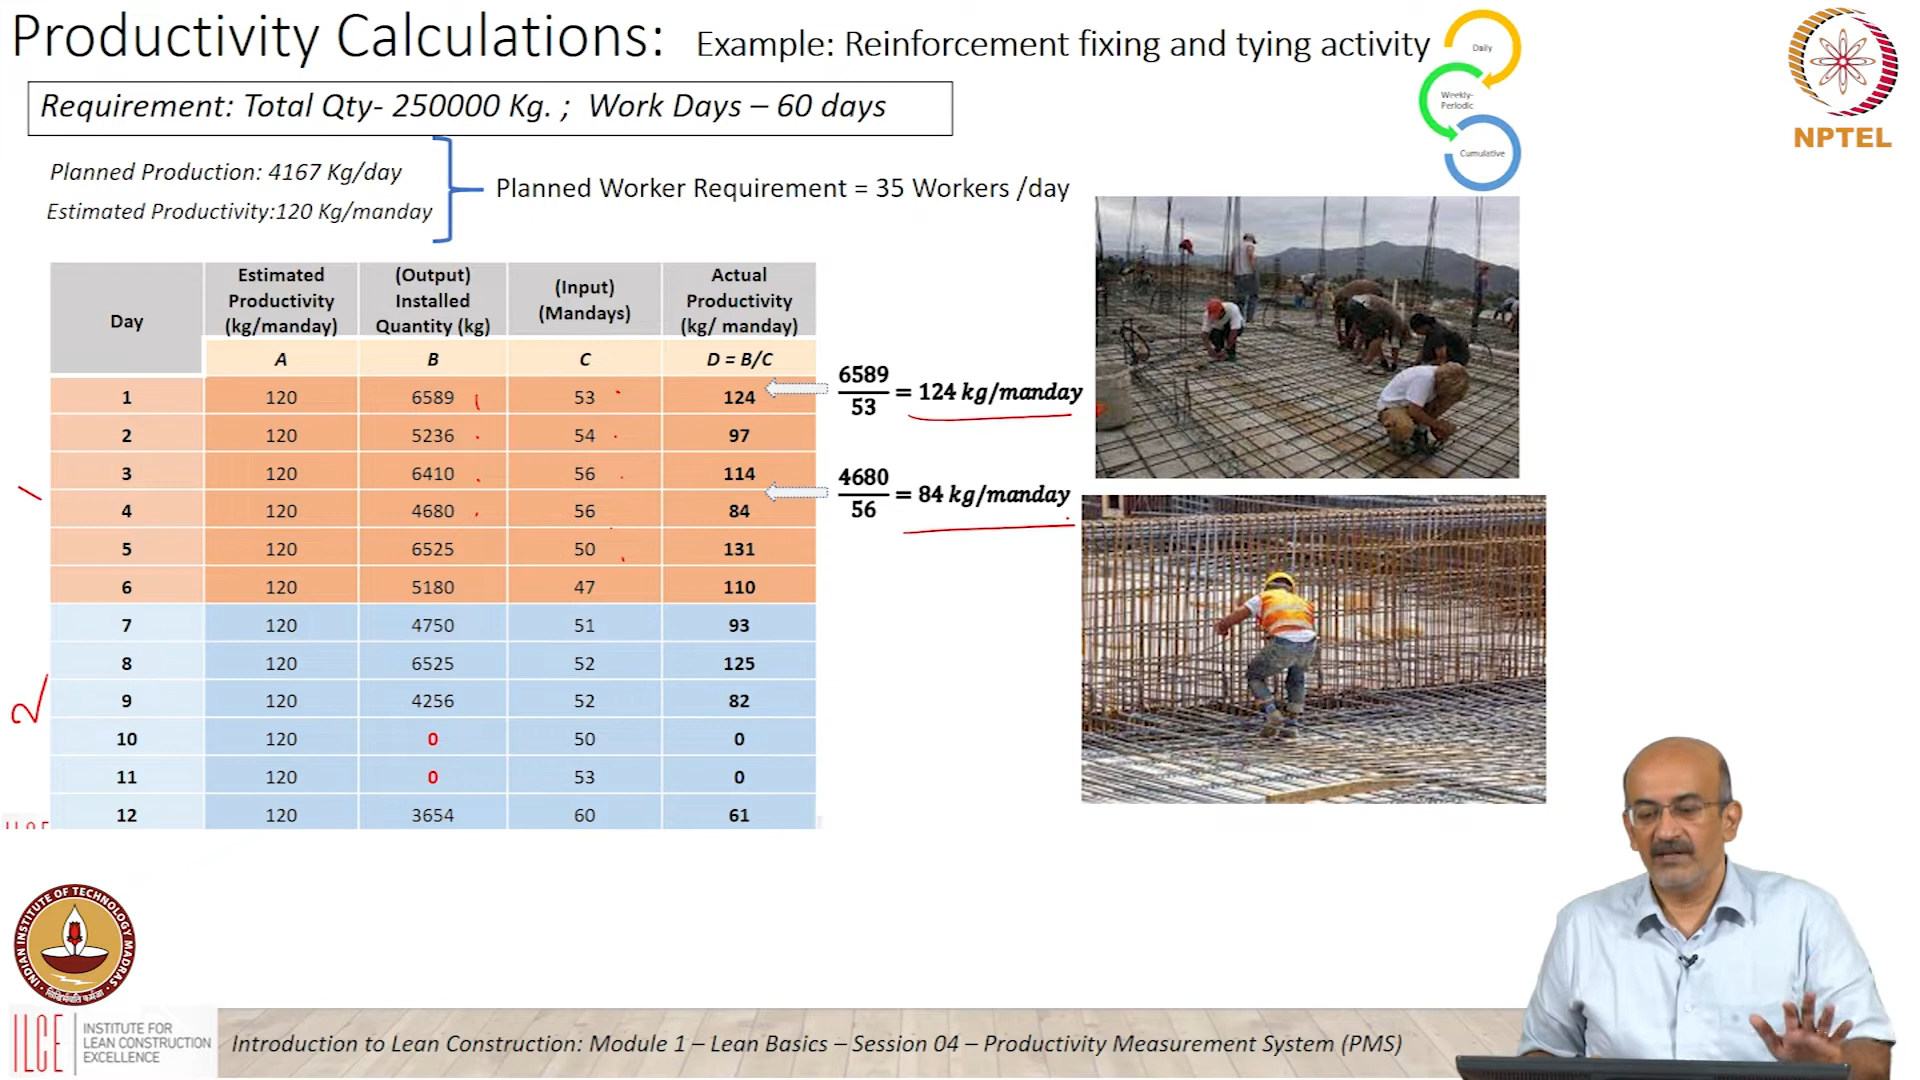 Productivity Calculations: Example: Reinforcement fixing and tying activity
Daily
Weekly-
Periodic
Cumulative
NPTEL
Requirement: Total Qty- 250000 Kg. ; Work Days – 60 days
Planned Production: 4167 Kg/day
Estimated Productivity:120 Kg/manday
Planned Worker Requirement = 35 Workers /day
Day | Estimated Productivity (kg/manday) | (Output) Installed Quantity (kg) | (Input) (Mandays) | Actual Productivity (kg/ manday)
A | B | C | D = B/C
1 | 120 | 6589 | 53 | 124
2 | 120 | 5236 | 54 | 97
3 | 120 | 6410 | 56 | 114
4 | 120 | 4680 | 56 | 84
5 | 120 | 6525 | 50 | 131
6 | 120 | 5180 | 47 | 110
7 | 120 | 4750 | 51 | 93
8 | 120 | 6525 | 52 | 125
9 | 120 | 4256 | 52 | 82
10 | 120 | 0 | 50 | 0
11 | 120 | 0 | 53 | 0
12 | 120 | 3654 | 60 | 61
6589/53 = 124 kg/manday
4680/56 = 84 kg/manday
1
2
INDIAN INSTITUTE OF TECHNOLOGY MADRAS
ILCE
INSTITUTE FOR
LEAN CONSTRUCTION
EXCELLENCE
Introduction to Lean Construction: Module 1 – Lean Basics – Session 04 – Productivity Measurement System (PMS)